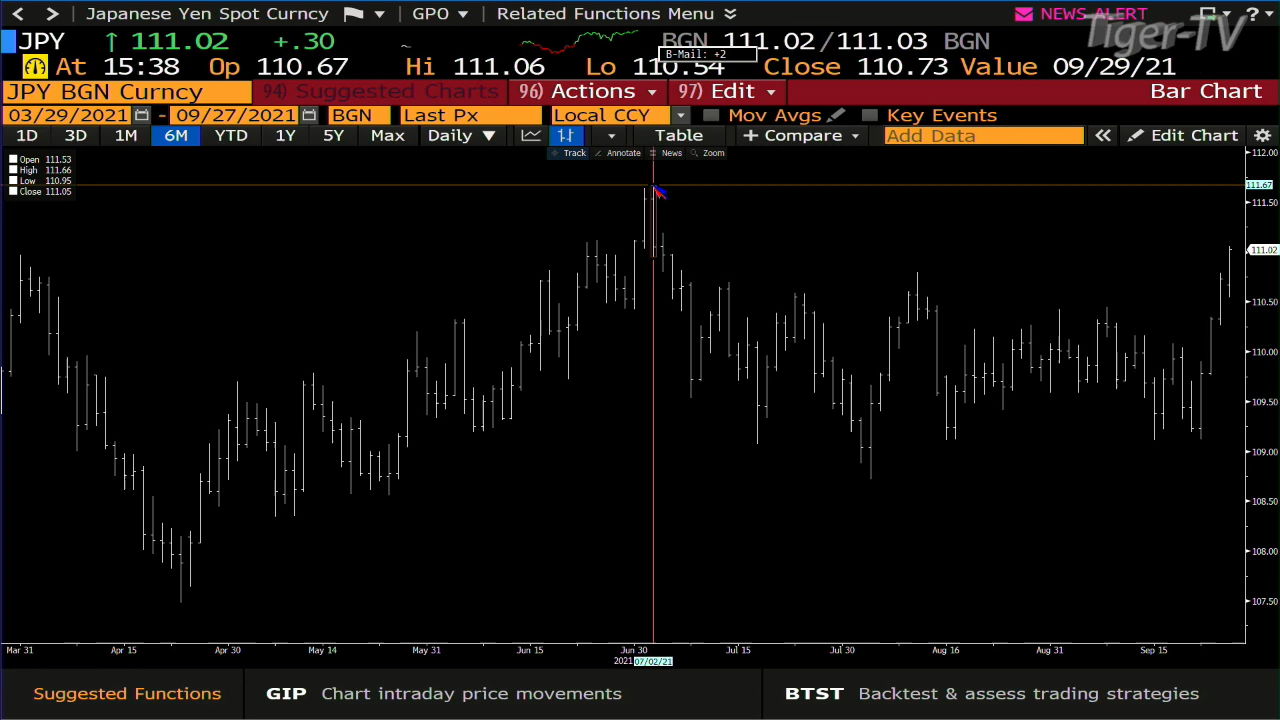 < > Japanese Yen Spot Curncy GPO Related Functions Menu NEWS ALERT ?
Tiger-TV
JPY ↑ 111.02 +.30 BGN 111.02/111.03 BGN
B-Mail: +2
At 15:38 Op 110.67 Hi 111.06 Lo 110.54 Close 110.73 Value 09/29/21
JPY BGN Curncy 94) Suggested Charts 96) Actions 97) Edit Bar Chart
03/29/2021 - 09/27/2021 BGN Last Px Local CCY Mov Avgs Key Events
1D 3D 1M 6M YTD 1Y 5Y Max Daily ▼ Table + Compare Add Data « Edit Chart
Track Annotate News Zoom
Open 111.53
High 111.66
Low 110.95
Close 111.05
112.00
111.67
111.50
111.02
110.50
110.00
109.50
109.00
108.50
108.00
107.50
Mar 31 Apr 15 Apr 30 May 14 May 31 Jun 15 Jun 30 Jul 15 Jul 30 Aug 16 Aug 31 Sep 15
2021 07/02/21
Suggested Functions GIP Chart intraday price movements BTST Backtest & assess trading strategies